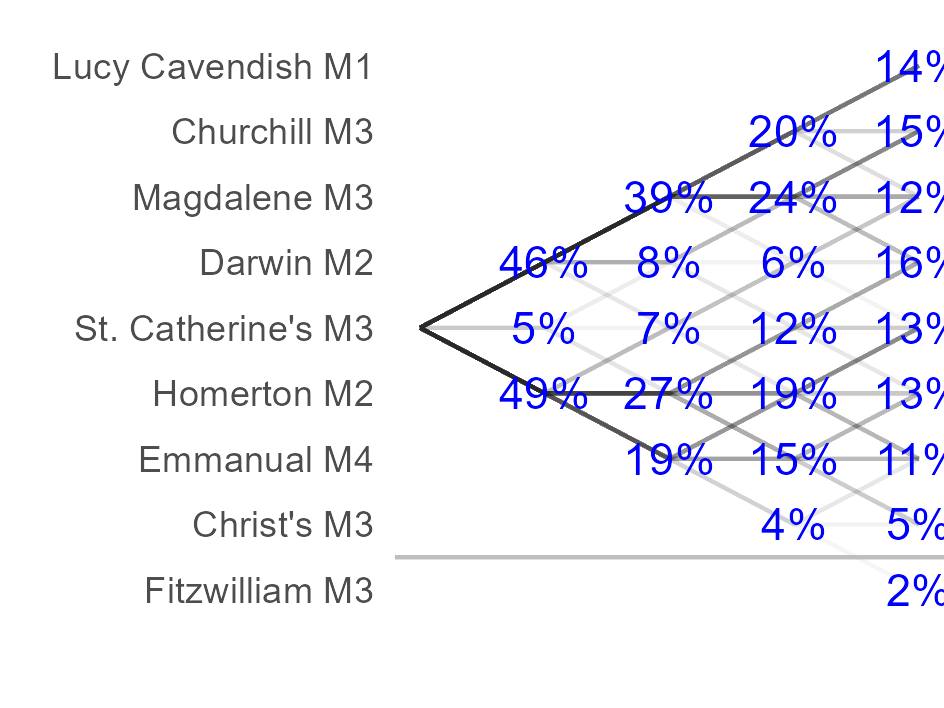 Lucy Cavendish M1 14%
Churchill M3 20% 15%
Magdalene M3 39% 24% 12%
Darwin M2 46% 8% 6% 16%
St. Catherine's M3 5% 7% 12% 13%
Homerton M2 49% 27% 19% 13%
Emmanual M4 19% 15% 11%
Christ's M3 4% 5%
Fitzwilliam M3 2%